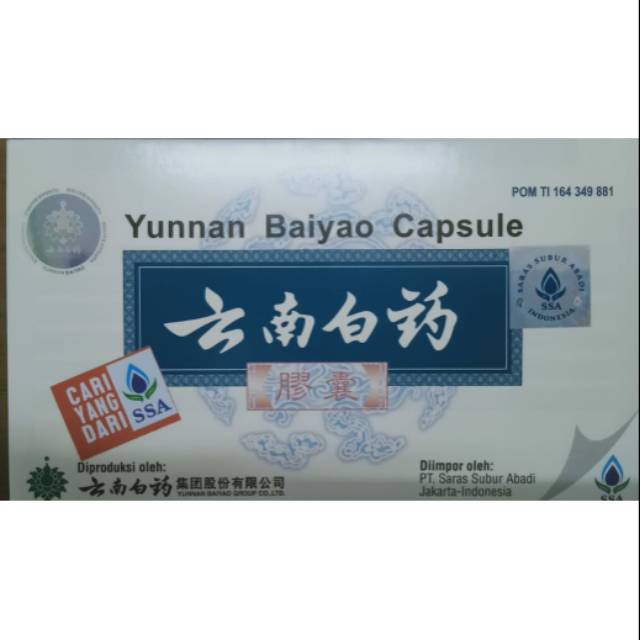 POM TI 164 349 881
Yunnan Baiyao Capsule
SARAS SUBUR ABADI
SSA
INDONESIA
云南白药
膠囊
CARI
YANG
DARI
SSA
Diproduksi oleh:
云南白药 集团股份有限公司
YUNNAN BAIYAO GROUP CO.,LTD.
Diimpor oleh:
PT. Saras Subur Abadi
Jakarta-Indonesia
SSA